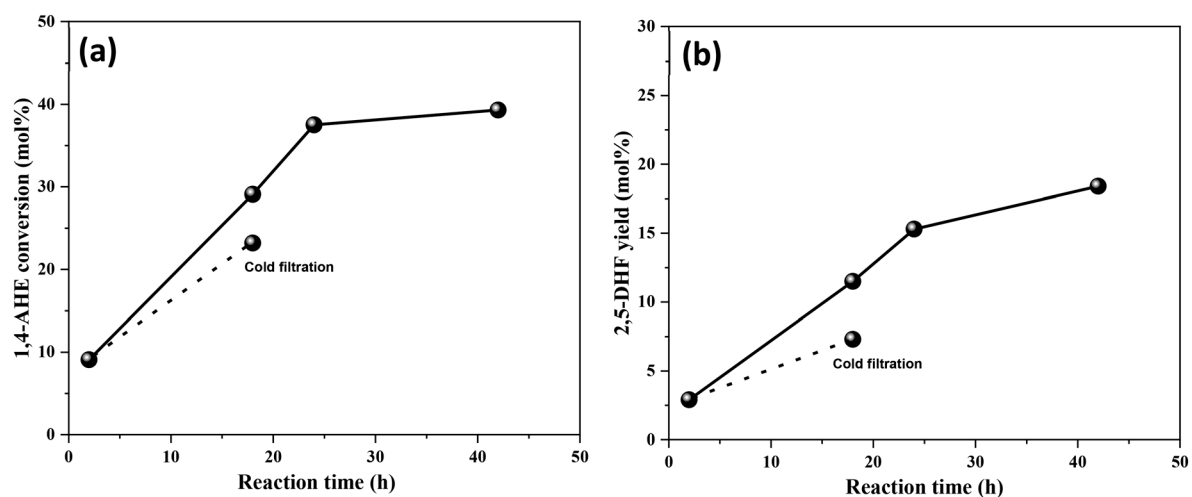 (a)
50
40
30
20
10
0
1,4-AHE conversion (mol%)
Cold filtration
0 10 20 30 40 50
Reaction time (h)
(b)
30
25
20
15
10
5
0
2,5-DHF yield (mol%)
Cold filtration
0 10 20 30 40 50
Reaction time (h)